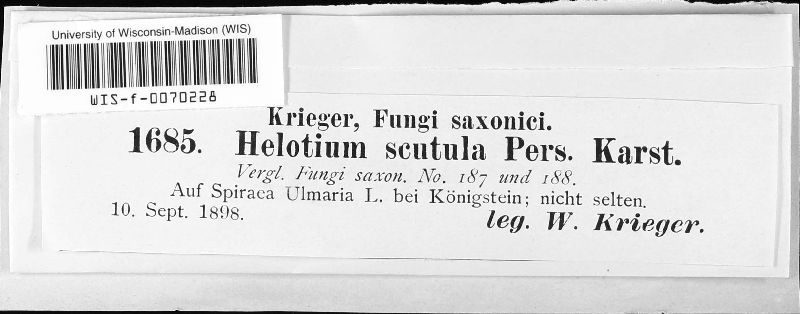 University of Wisconsin-Madison (WIS)
WIS-f-0070228
Krieger, Fungi saxonici.
1685. Helotium scutula Pers. Karst.
Vergl. Fungi saxon. No. 187 und 188.
Auf Spiraea Ulmaria L. bei Königstein; nicht selten.
10. Sept. 1898.
leg. W. Krieger.